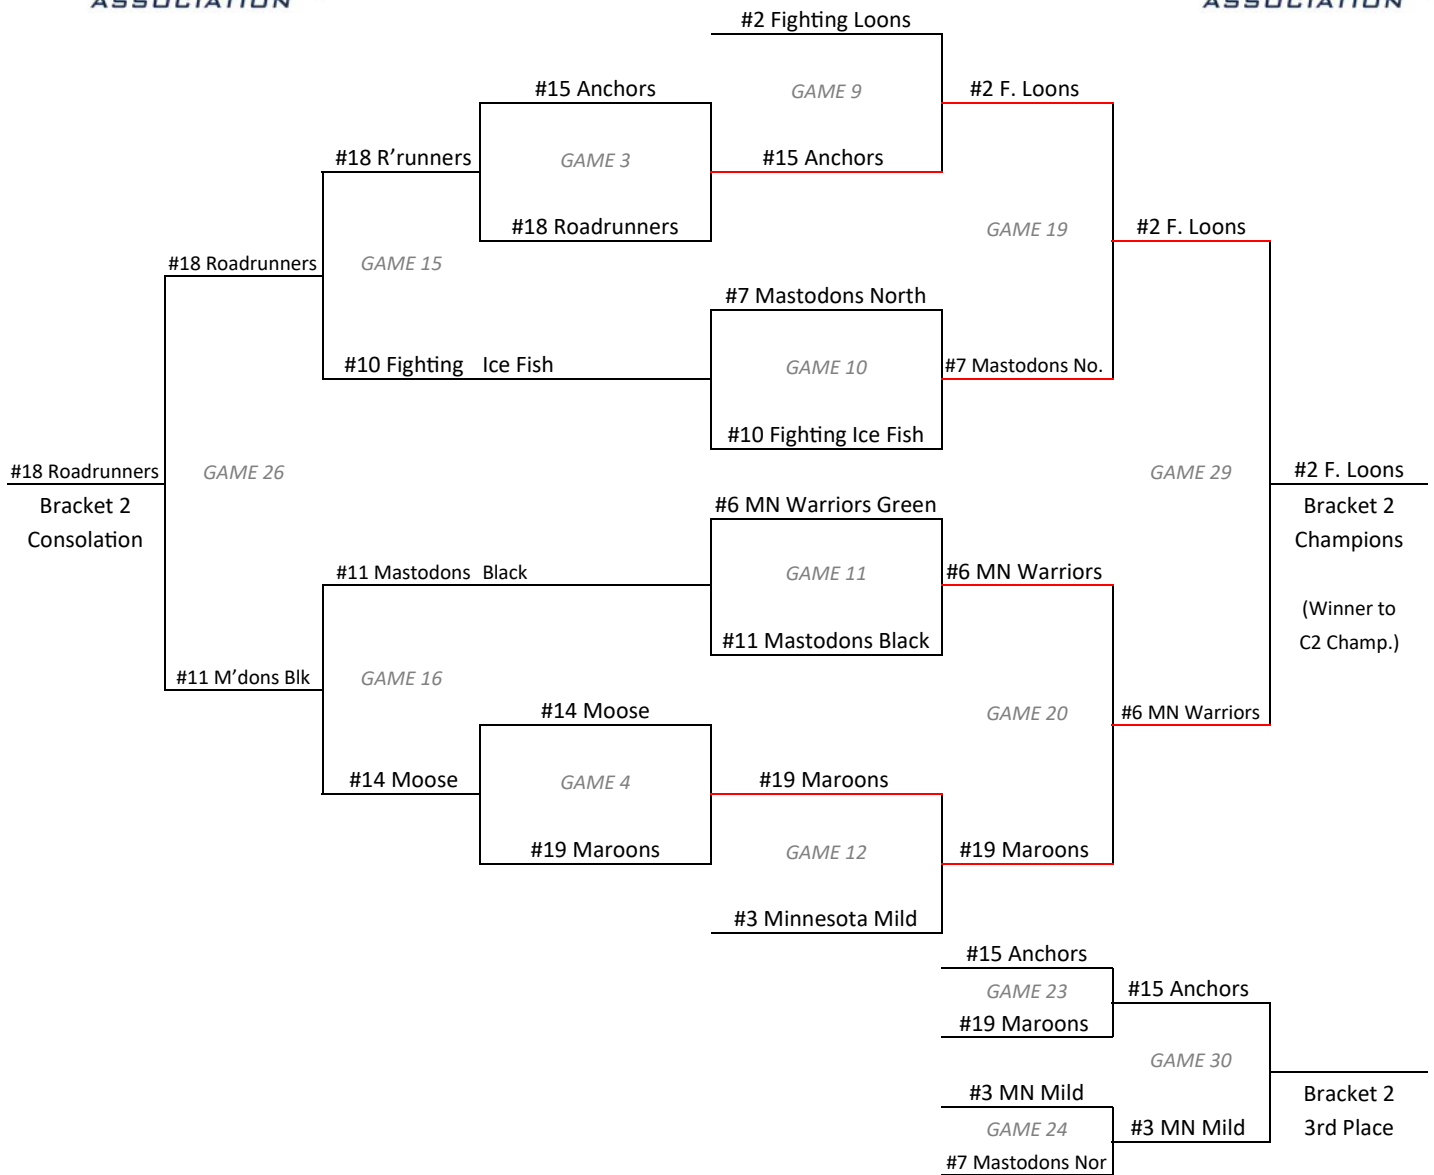 ASSOCIATION
ASSOCIATION
#2 Fighting Loons
#15 Anchors
GAME 9
#2 F. Loons
#18 R'runners
GAME 3
#15 Anchors
#18 Roadrunners
GAME 19
#2 F. Loons
#18 Roadrunners
GAME 15
#7 Mastodons North
#10 Fighting Ice Fish
GAME 10
#7 Mastodons No.
#10 Fighting Ice Fish
#18 Roadrunners
GAME 26
GAME 29
#2 F. Loons
Bracket 2
Consolation
#6 MN Warriors Green
Bracket 2
Champions
#11 Mastodons Black
GAME 11
#6 MN Warriors
(Winner to
C2 Champ.)
#11 Mastodons Black
#11 M'dons Blk
GAME 16
#14 Moose
GAME 20
#6 MN Warriors
#14 Moose
GAME 4
#19 Maroons
#19 Maroons
GAME 12
#19 Maroons
#3 Minnesota Mild
#15 Anchors
GAME 23
#15 Anchors
#19 Maroons
GAME 30
#3 MN Mild
Bracket 2
3rd Place
GAME 24
#3 MN Mild
#7 Mastodons Nor